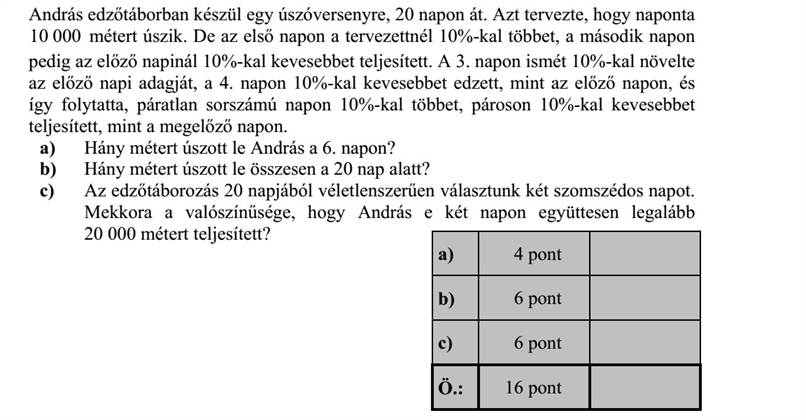 András edzőtáborban készül egy úszóversenyre, 20 napon át. Azt tervezte, hogy naponta
10 000 métert úszik. De az első napon a tervezettnél 10%-kal többet, a második napon
pedig az előző napinál 10%-kal kevesebbet teljesített. A 3. napon ismét 10%-kal növelte
az előző napi adagját, a 4. napon 10%-kal kevesebbet edzett, mint az előző napon, és
így folytatta, páratlan sorszámú napon 10%-kal többet, pároson 10%-kal kevesebbet
teljesített, mint a megelőző napon.
a) Hány métert úszott le András a 6. napon?
b) Hány métert úszott le összesen a 20 nap alatt?
c) Az edzőtáborozás 20 napjából véletlenszerűen választunk két szomszédos napot.
Mekkora a valószínűsége, hogy András e két napon együttesen legalább
20 000 métert teljesített?
a) 4 pont
b) 6 pont
c) 6 pont
Ö.: 16 pont